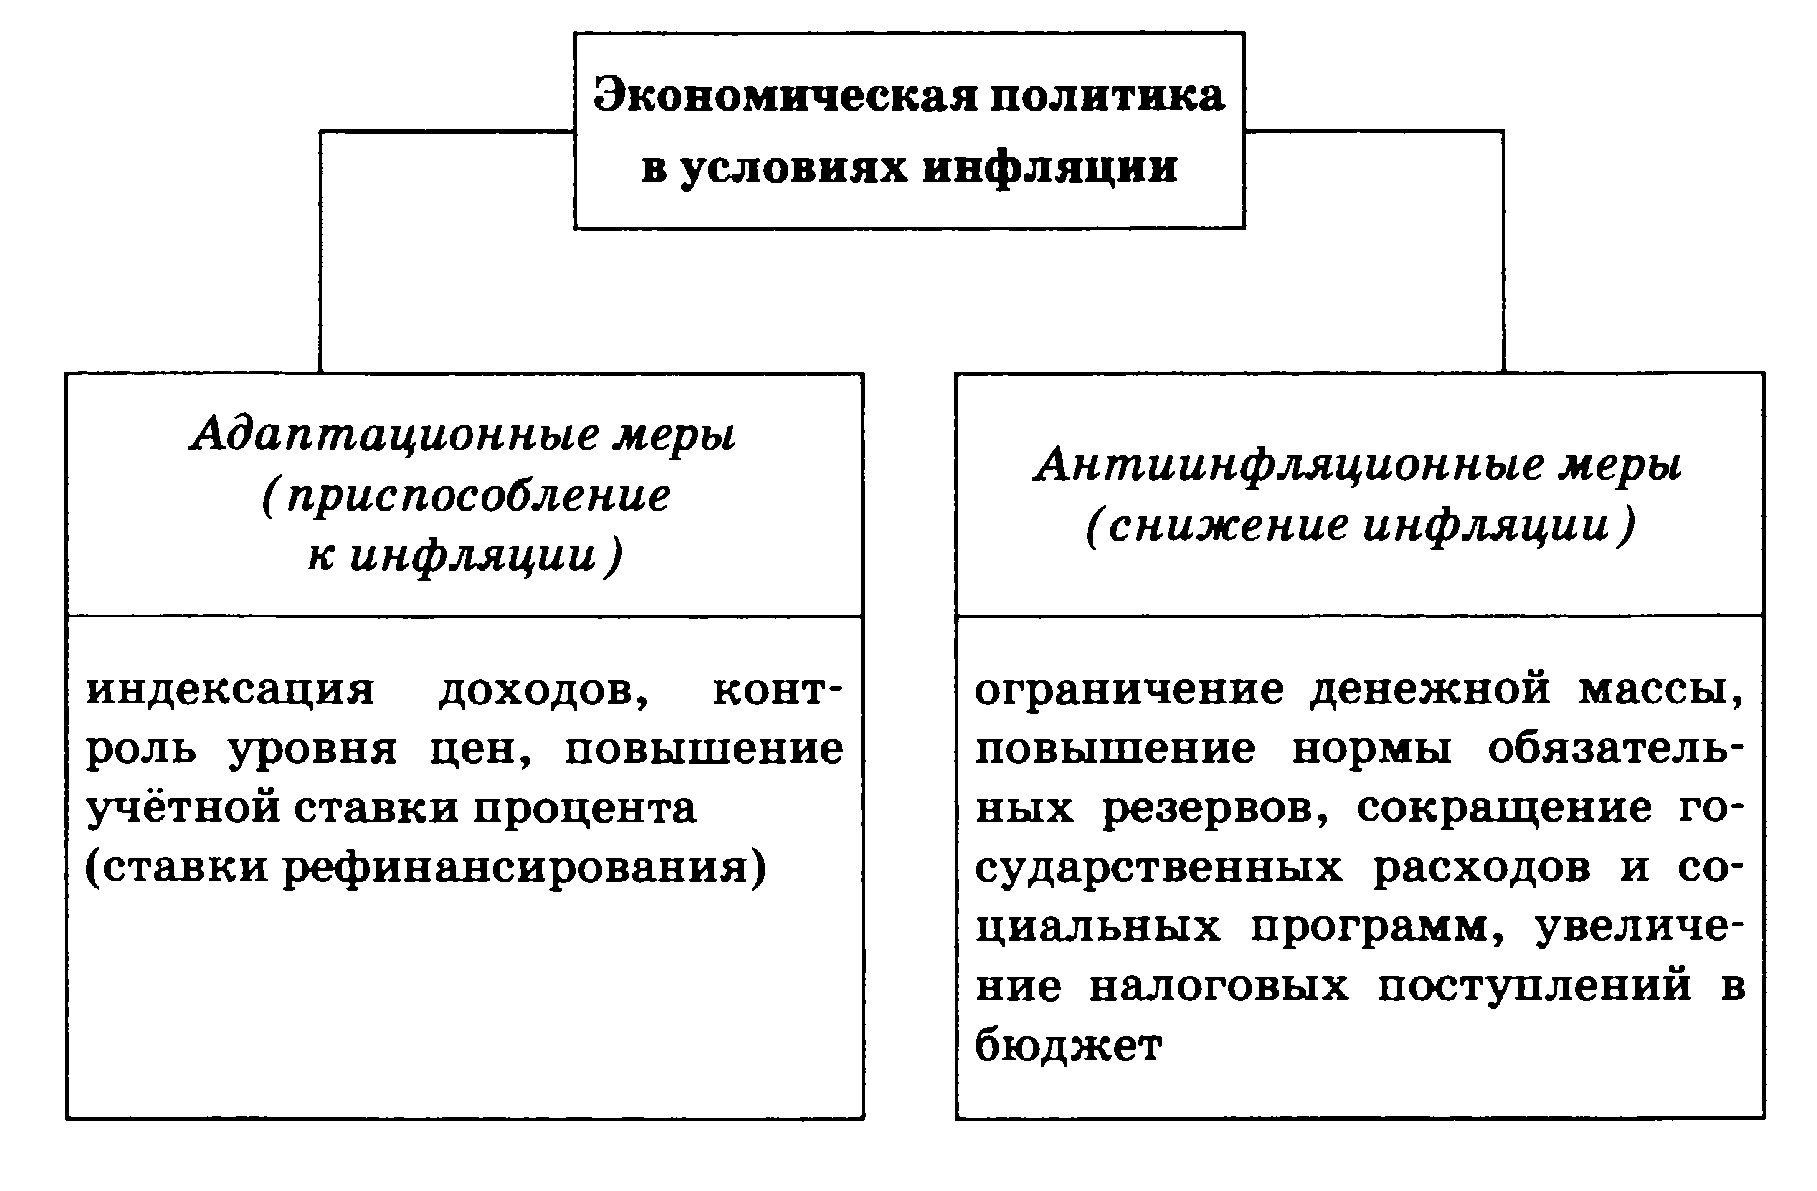 Экономическая политика
в условиях инфляции
Адаптационные меры
(приспособление
к инфляции)
индексация доходов, конт-
роль уровня цен, повышение
учётной ставки процента
(ставки рефинансирования)
Антиинфляционные меры
(снижение инфляции)
ограничение денежной массы,
повышение нормы обязатель-
ных резервов, сокращение го-
сударственных расходов и со-
циальных программ, увеличе-
ние налоговых поступлений в
бюджет